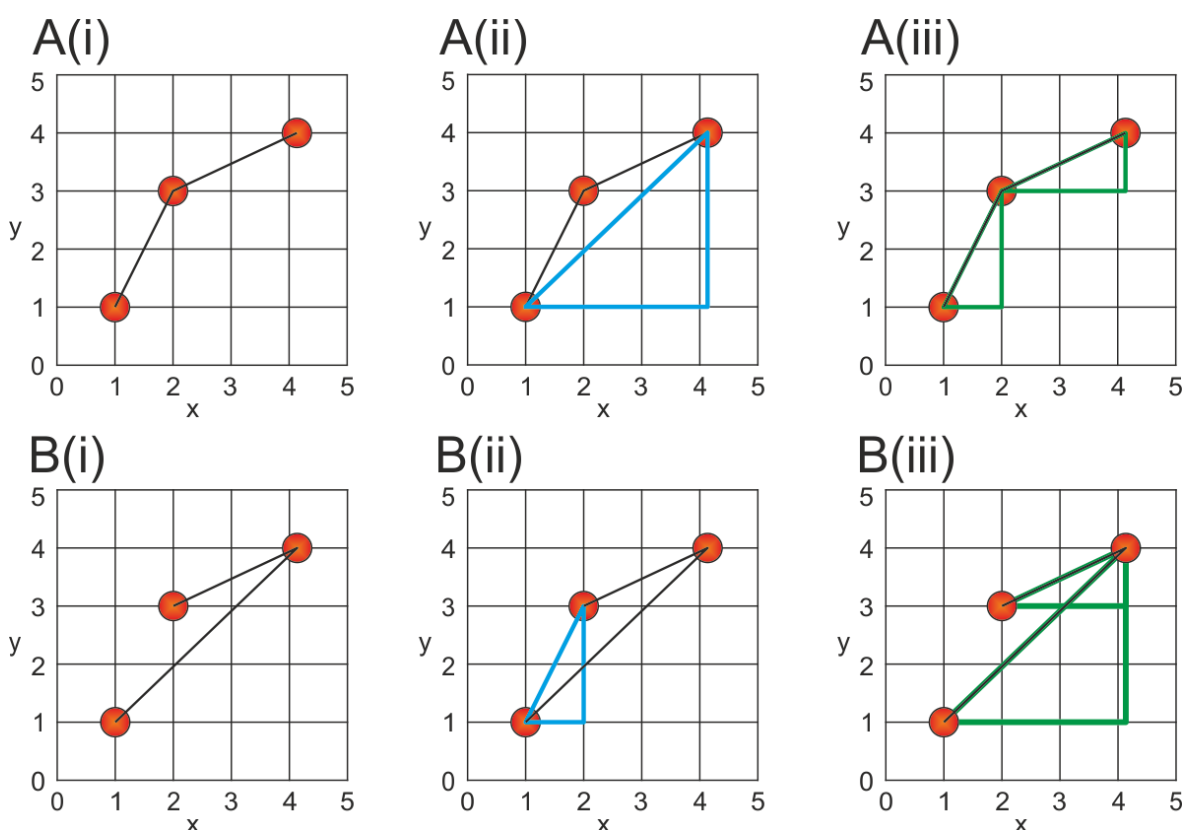 A(i) A(ii) A(iii)
5 5 5
4 4 4
3 3 3
y y y
2 2 2
1 1 1
0 0 0
0 1 2 3 4 5 0 1 2 3 4 5 0 1 2 3 4 5
x x x
B(i) B(ii) B(iii)
5 5 5
4 4 4
3 3 3
y y y
2 2 2
1 1 1
0 0 0
0 1 2 3 4 5 0 1 2 3 4 5 0 1 2 3 4 5
x x x